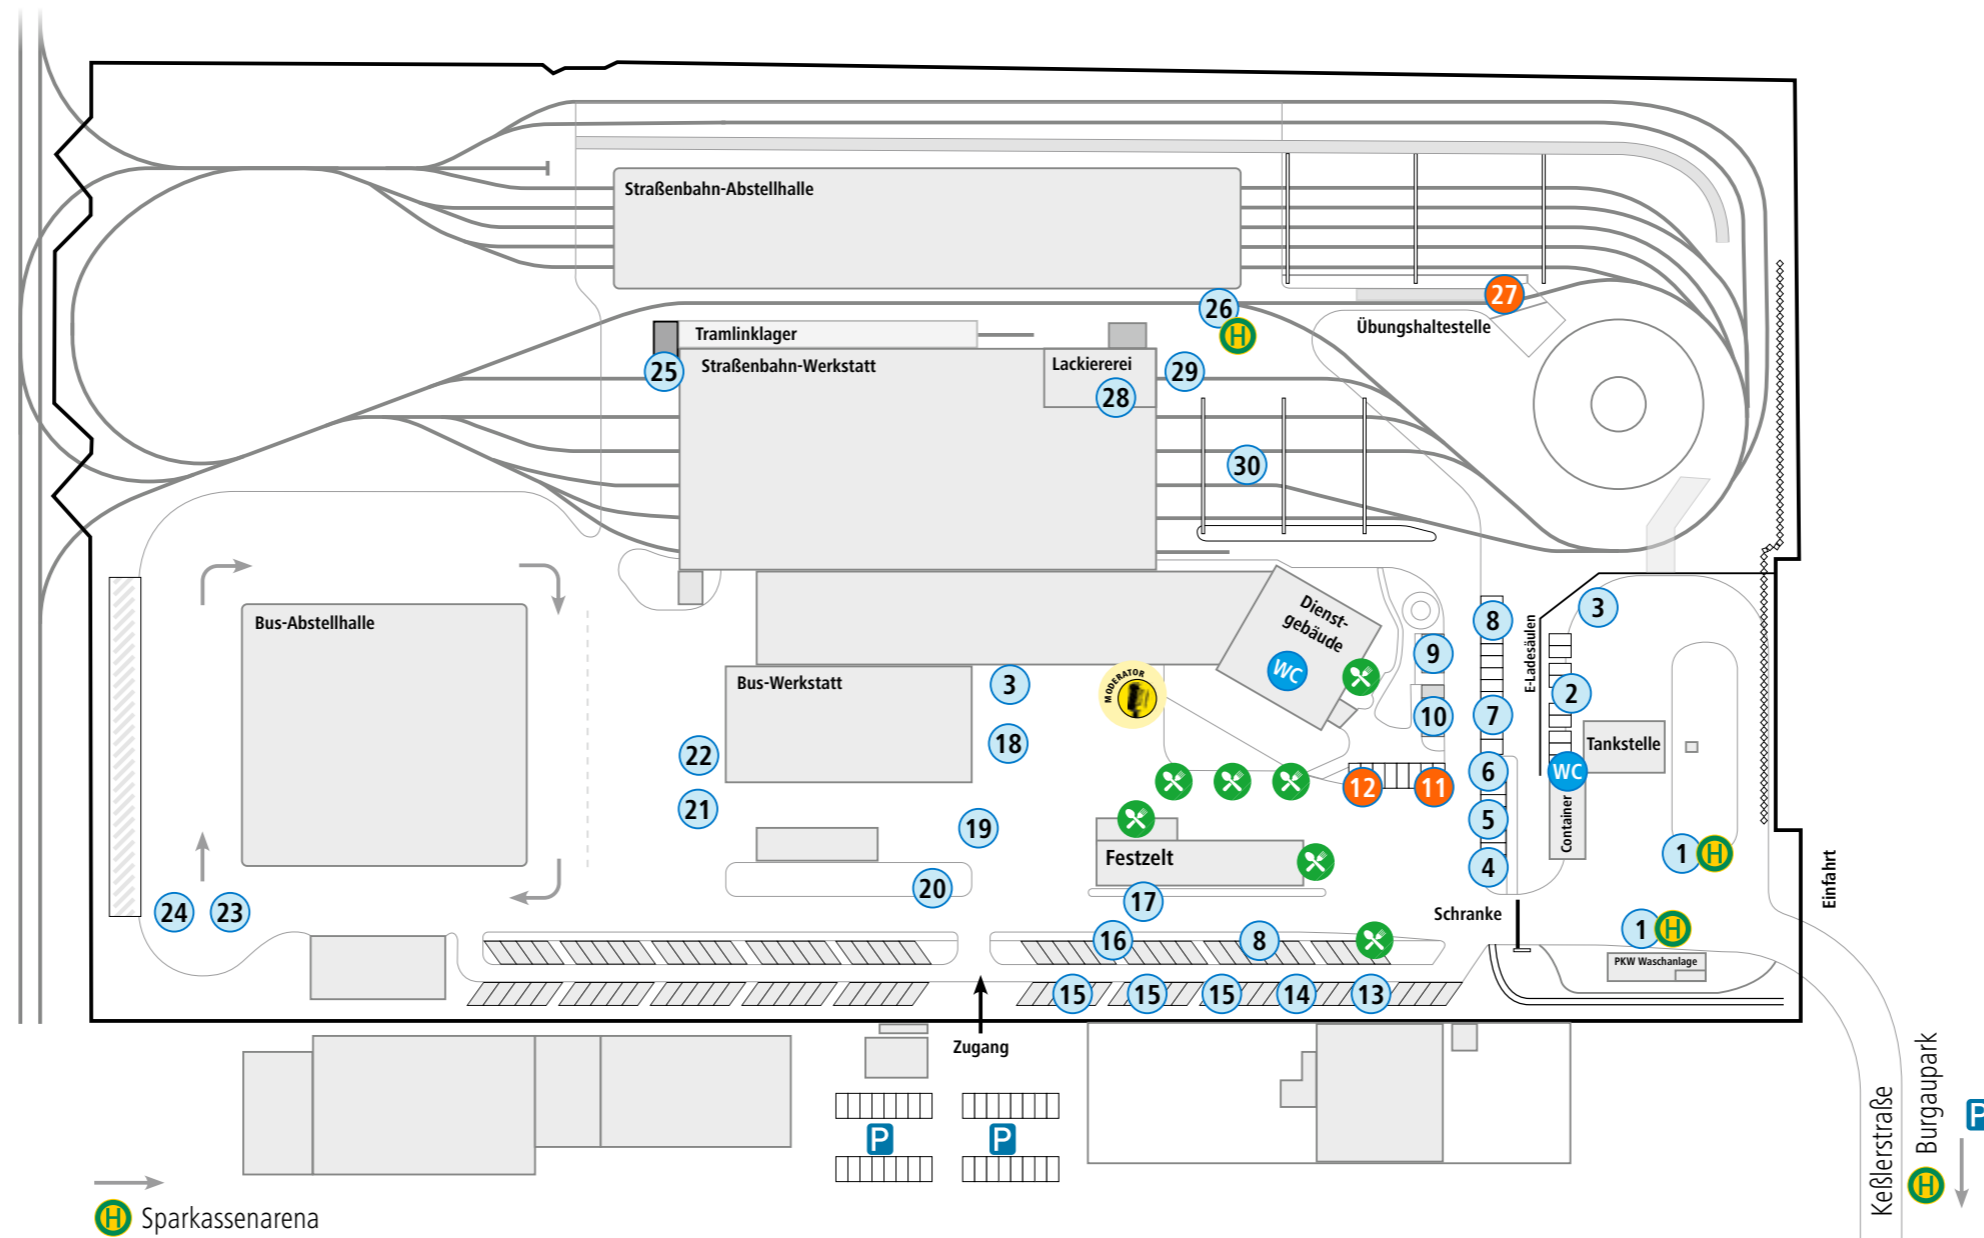 Straßenbahn-Abstellhalle
26
27
H
Übungshaltestelle
Tramlinklager
25
Straßenbahn-Werkstatt
Lackiererei
28
29
30
Bus-Abstellhalle
Dienst-
gebäude
WC
8
3
E-Ladesäulen
9
2
10
7
MODERATOR
Bus-Werkstatt
3
18
22
21
19
20
Tankstelle
6
WC
12
11
5
Container
4
Festzelt
17
1
H
Einfahrt
24
23
16
8
Schranke
1
H
PKW Waschanlage
15
15
15
14
13
Zugang
P
P
H Sparkassenarena
Keßlerstraße
H Burgaupark
P